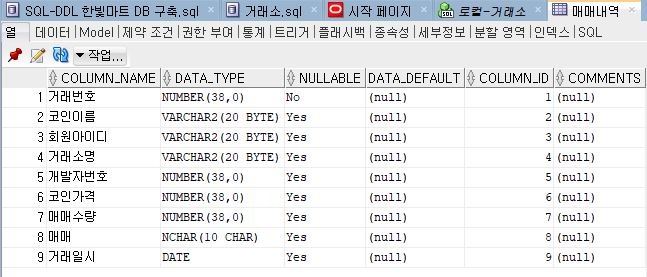 SQL-DDL 한빛마트 DB 구축.sql 거래소.sql 시작 페이지 로컬-거래소 매매내역
열 데이터 Model 제약 조건 권한 부여 통계 트리거 플래시백 종속성 세부정보 분할 영역 인덱스 SQL
작업...
COLUMN_NAME DATA_TYPE NULLABLE DATA_DEFAULT COLUMN_ID COMMENTS
1 거래번호 NUMBER(38,0) No (null) 1 (null)
2 코인이름 VARCHAR2(20 BYTE) Yes (null) 2 (null)
3 회원아이디 VARCHAR2(20 BYTE) Yes (null) 3 (null)
4 거래소명 VARCHAR2(20 BYTE) Yes (null) 4 (null)
5 개발자번호 NUMBER(38,0) Yes (null) 5 (null)
6 코인가격 NUMBER(38,0) Yes (null) 6 (null)
7 매매수량 NUMBER(38,0) Yes (null) 7 (null)
8 매매 NCHAR(10 CHAR) Yes (null) 8 (null)
9 거래일시 DATE Yes (null) 9 (null)